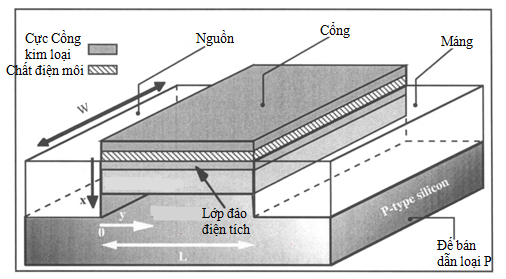 Cực Cổng
kim loại
Chất điện môi
Nguồn
Cổng
Máng
W
x
y
0
L
Lớp đảo
điện tích
P-type silicon
Đế bán
dẫn loại P